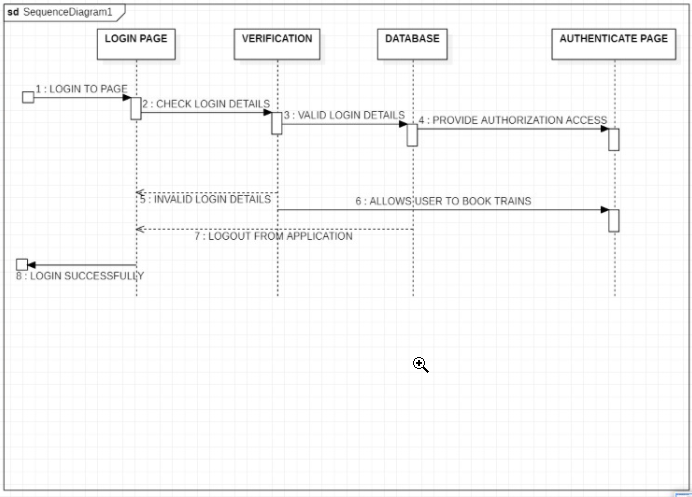 sd SequenceDiagram1
LOGIN PAGE
VERIFICATION
DATABASE
AUTHENTICATE PAGE
1 : LOGIN TO PAGE
2 : CHECK LOGIN DETAILS
3 : VALID LOGIN DETAILS
4 : PROVIDE AUTHORIZATION ACCESS
5 : INVALID LOGIN DETAILS
6 : ALLOWS USER TO BOOK TRAINS
7 : LOGOUT FROM APPLICATION
8 : LOGIN SUCCESSFULLY